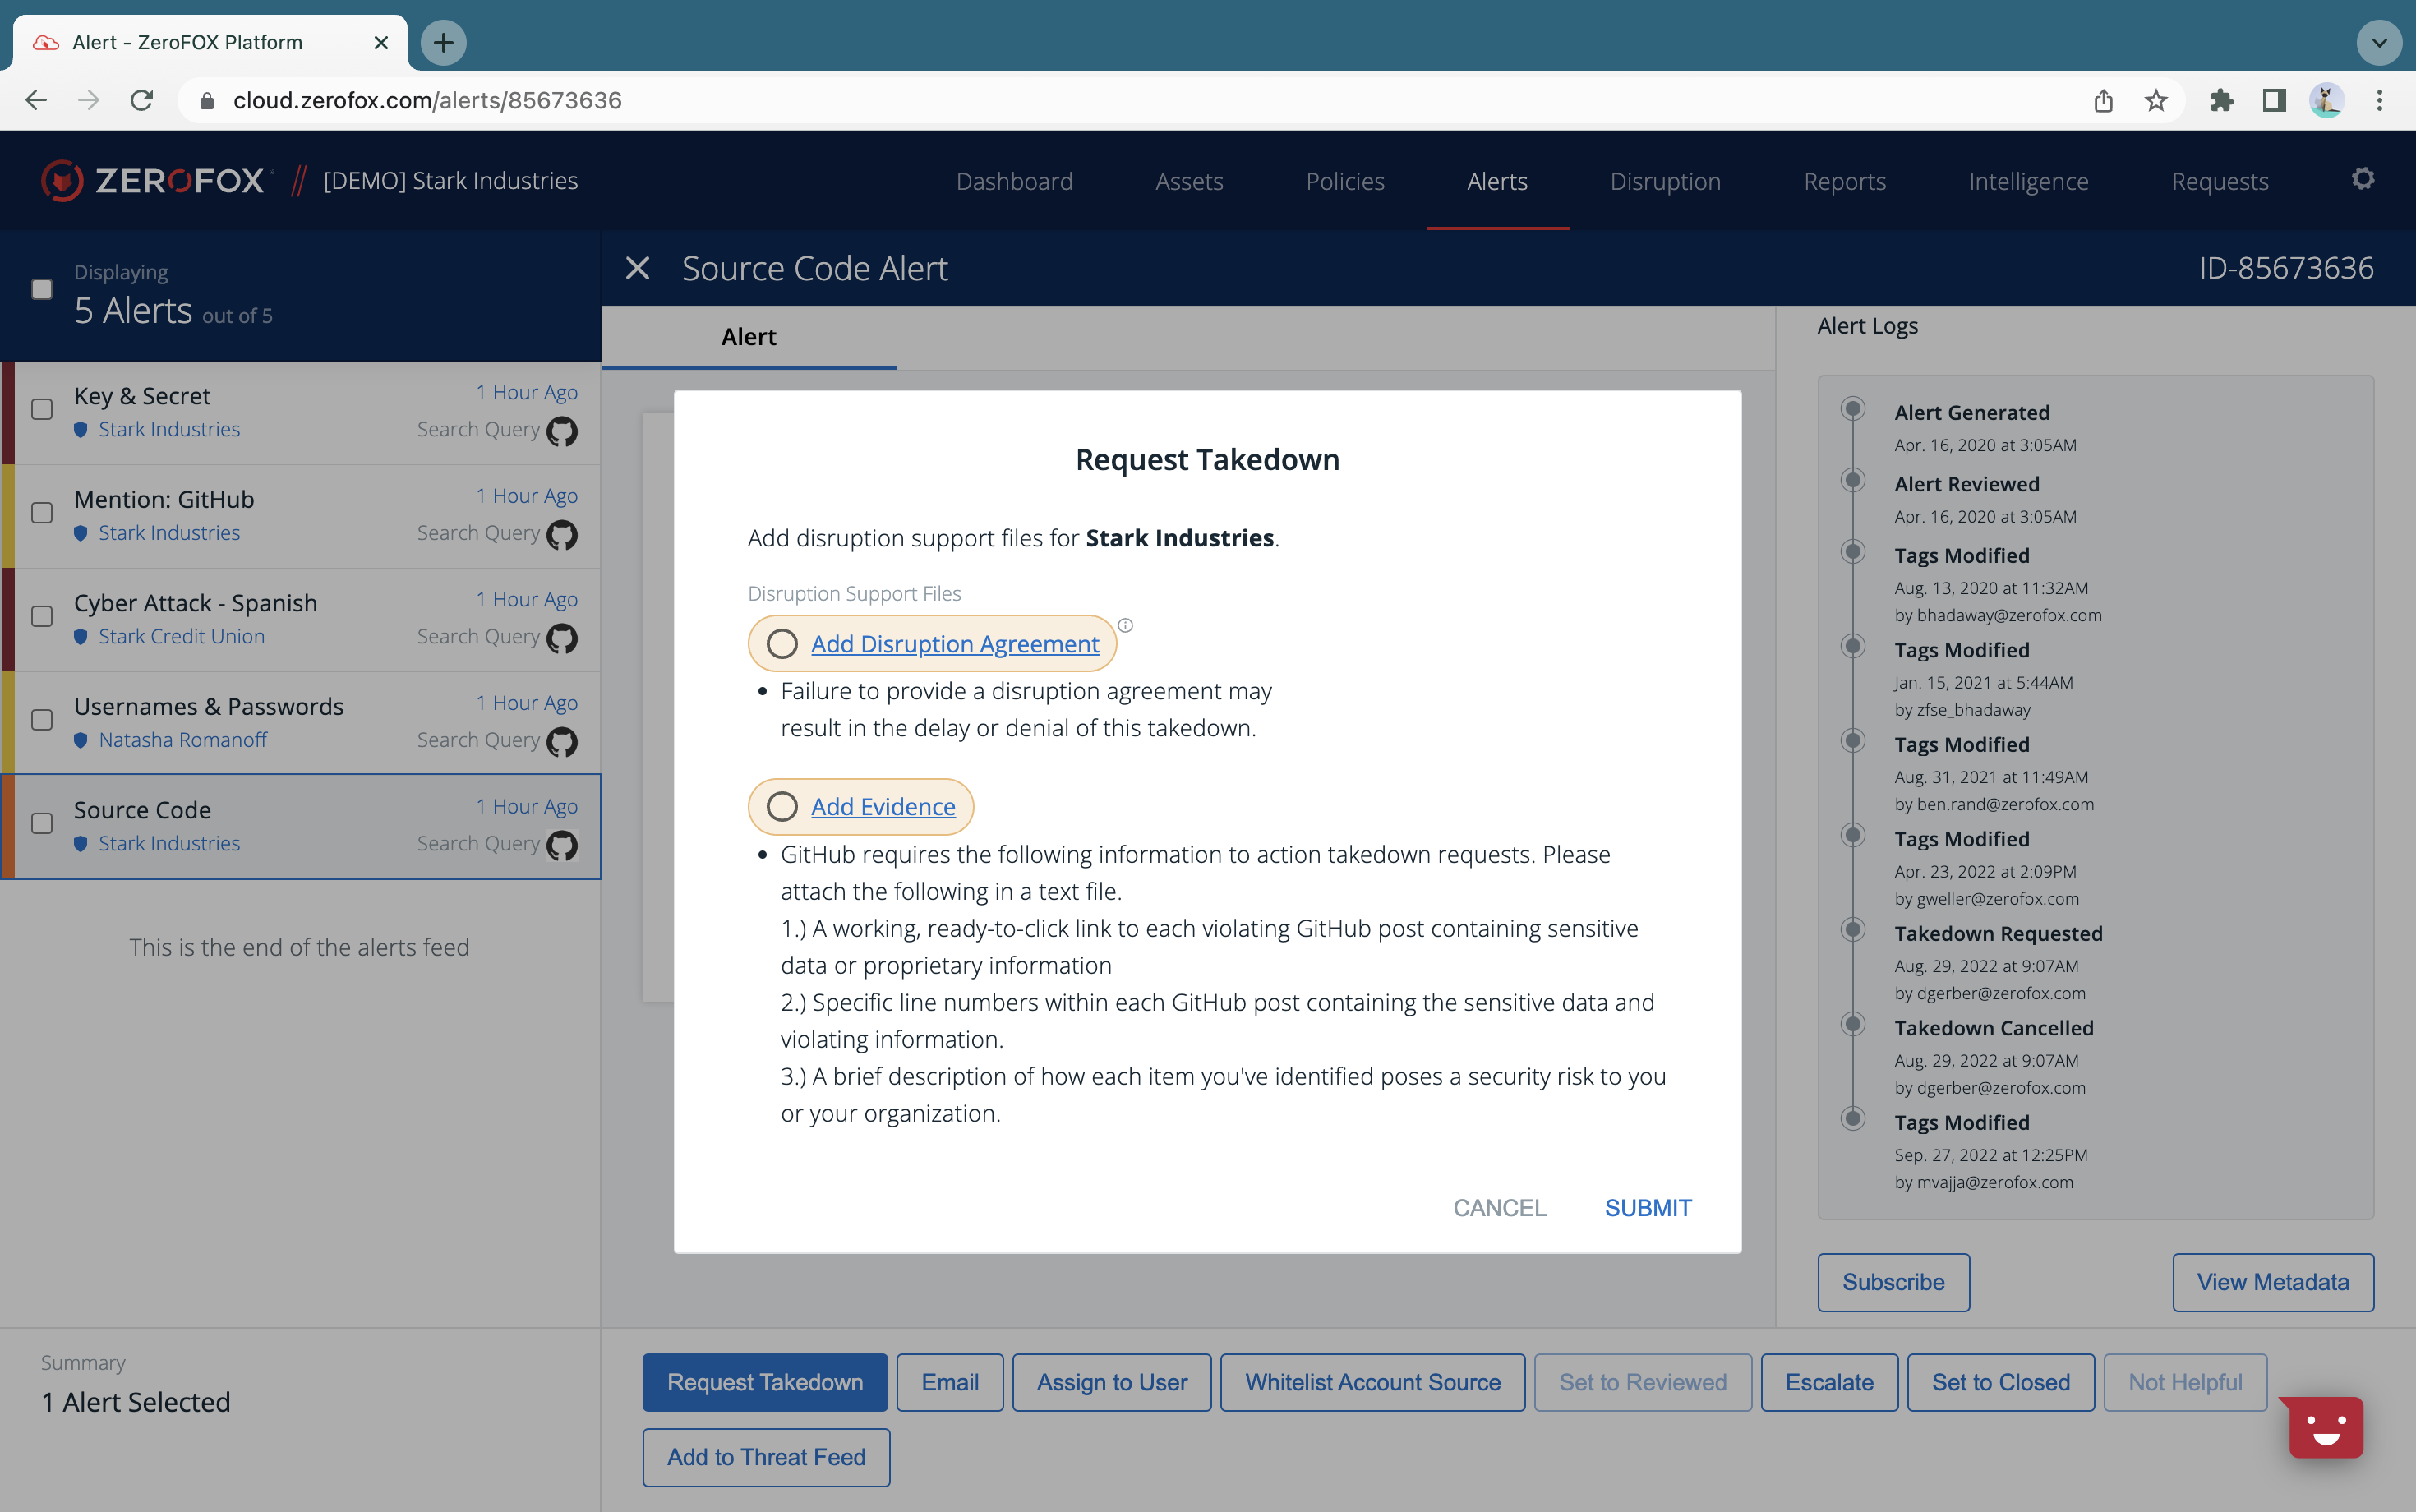 Alert - ZeroFOX Platform
cloud.zerofox.com/alerts/85673636
ZEROFOX // [DEMO] Stark Industries
Dashboard
Assets
Policies
Alerts
Disruption
Reports
Intelligence
Requests
Displaying
5 Alerts out of 5
Source Code Alert
ID-85673636
Key & Secret
1 Hour Ago
Stark Industries
Search Query
Mention: GitHub
1 Hour Ago
Stark Industries
Search Query
Cyber Attack - Spanish
1 Hour Ago
Stark Credit Union
Search Query
Usernames & Passwords
1 Hour Ago
Natasha Romanoff
Search Query
Source Code
1 Hour Ago
Stark Industries
Search Query
This is the end of the alerts feed
Summary
1 Alert Selected
Alert
Request Takedown
Add disruption support files for Stark Industries.
Disruption Support Files
Add Disruption Agreement
• Failure to provide a disruption agreement may
result in the delay or denial of this takedown.
Add Evidence
• GitHub requires the following information to action takedown requests. Please
attach the following in a text file.
1.) A working, ready-to-click link to each violating GitHub post containing sensitive
data or proprietary information
2.) Specific line numbers within each GitHub post containing the sensitive data and
violating information.
3.) A brief description of how each item you've identified poses a security risk to you
or your organization.
CANCEL
SUBMIT
Alert Logs
Alert Generated
Apr. 16, 2020 at 3:05AM
Alert Reviewed
Apr. 16, 2020 at 3:05AM
Tags Modified
Aug. 13, 2020 at 11:32AM
by bhadaway@zerofox.com
Tags Modified
Jan. 15, 2021 at 5:44AM
by zfse_bhadaway
Tags Modified
Aug. 31, 2021 at 11:49AM
by ben.rand@zerofox.com
Tags Modified
Apr. 23, 2022 at 2:09PM
by gweller@zerofox.com
Takedown Requested
Aug. 29, 2022 at 9:07AM
by dgerber@zerofox.com
Takedown Cancelled
Aug. 29, 2022 at 9:07AM
by dgerber@zerofox.com
Tags Modified
Sep. 27, 2022 at 12:25PM
by mvajja@zerofox.com
Subscribe
View Metadata
Request Takedown
Email
Assign to User
Whitelist Account Source
Set to Reviewed
Escalate
Set to Closed
Not Helpful
Add to Threat Feed